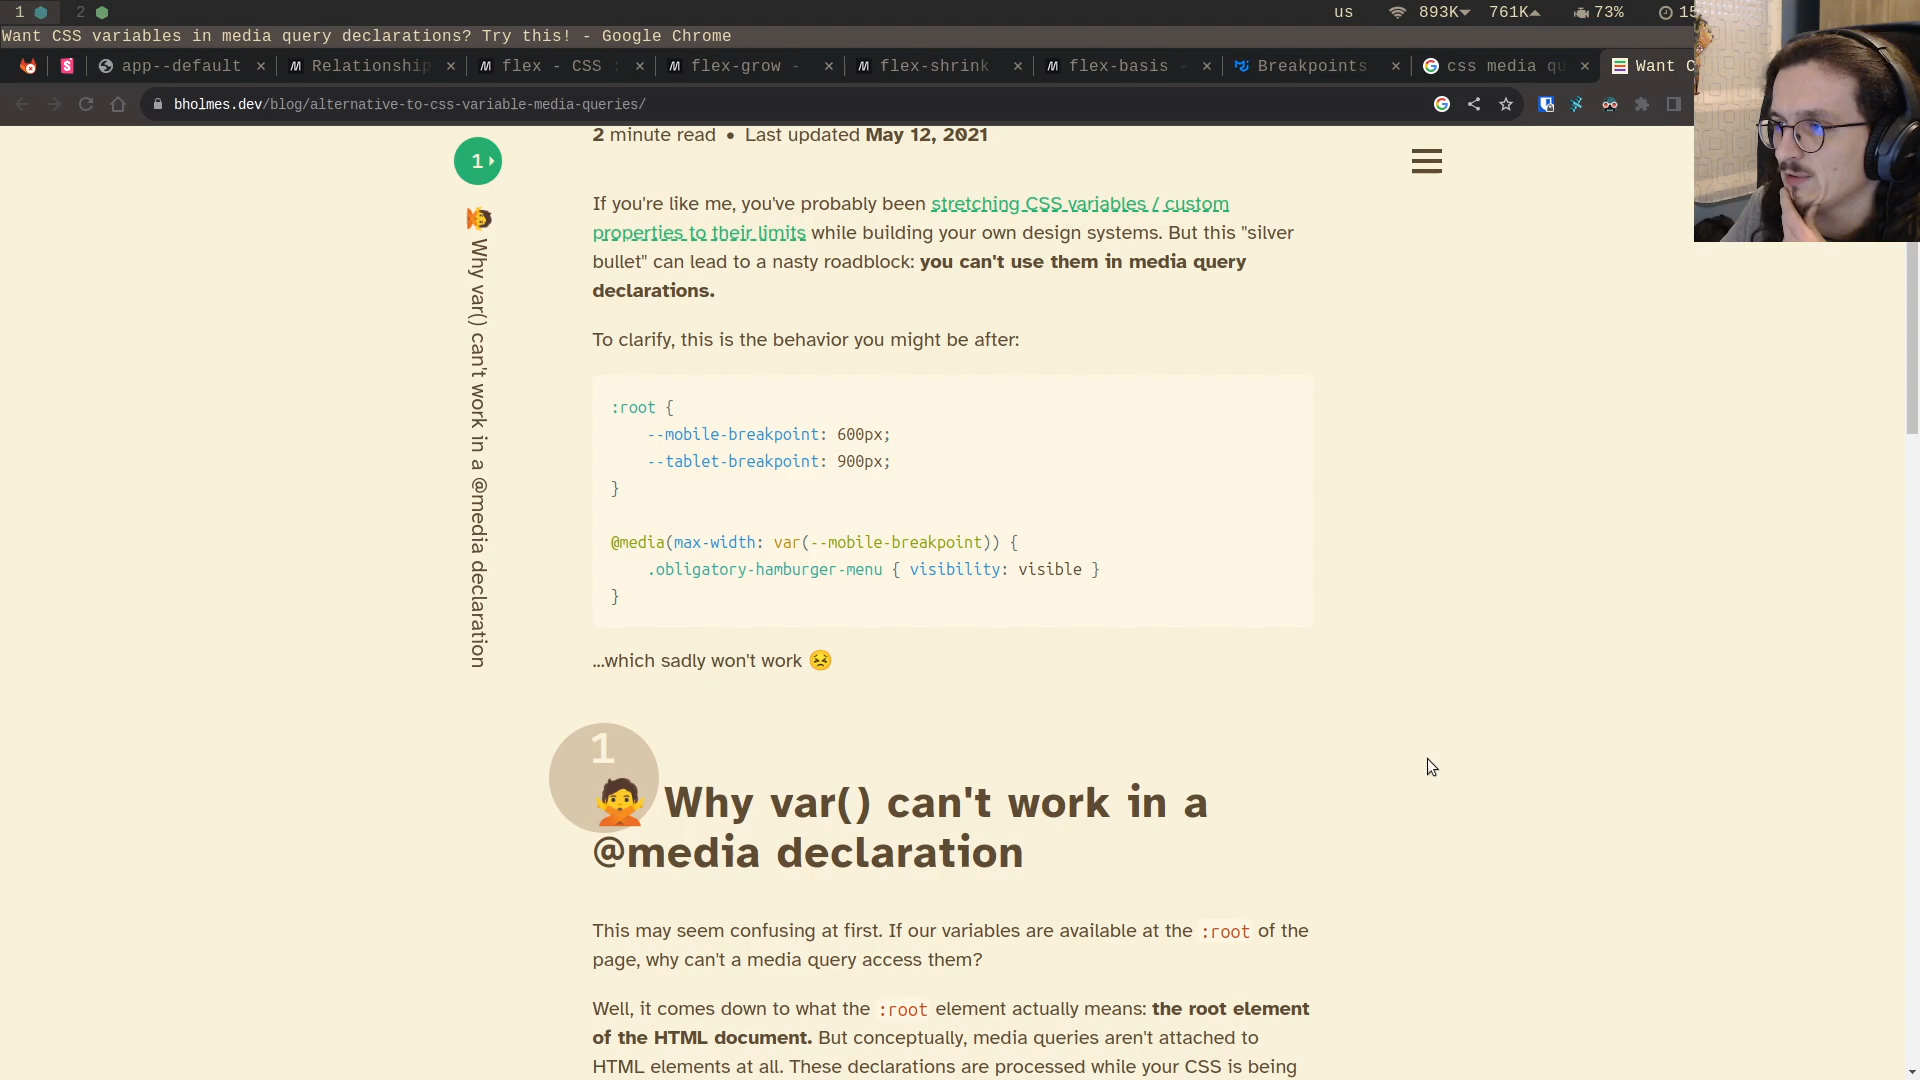 1 2 us 893K 761K 73% 15
Want CSS variables in media query declarations? Try this! - Google Chrome
app--default Relationship flex - CSS flex-grow - flex-shrink flex-basis - Breakpoints css media qu Want C
bholmes.dev/blog/alternative-to-css-variable-media-queries/
2 minute read • Last updated May 12, 2021
1
Why var() can't work in a @media declaration
If you're like me, you've probably been stretching CSS variables / custom
properties to their limits while building your own design systems. But this "silver
bullet" can lead to a nasty roadblock: you can't use them in media query
declarations.
To clarify, this is the behavior you might be after:
:root {
--mobile-breakpoint: 600px;
--tablet-breakpoint: 900px;
}
@media(max-width: var(--mobile-breakpoint)) {
.obligatory-hamburger-menu { visibility: visible }
}
...which sadly won't work 😣
1
🙅 Why var() can't work in a
@media declaration
This may seem confusing at first. If our variables are available at the :root of the
page, why can't a media query access them?
Well, it comes down to what the :root element actually means: the root element
of the HTML document. But conceptually, media queries aren't attached to
HTML elements at all. These declarations are processed while your CSS is being